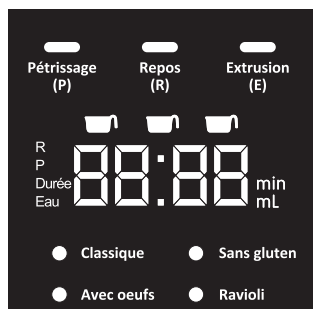 Pétrissage Repos Extrusion
(P) (R) (E)
R
P
Durée
Eau
88:88
min
mL
Classique Sans gluten
Avec oeufs Ravioli